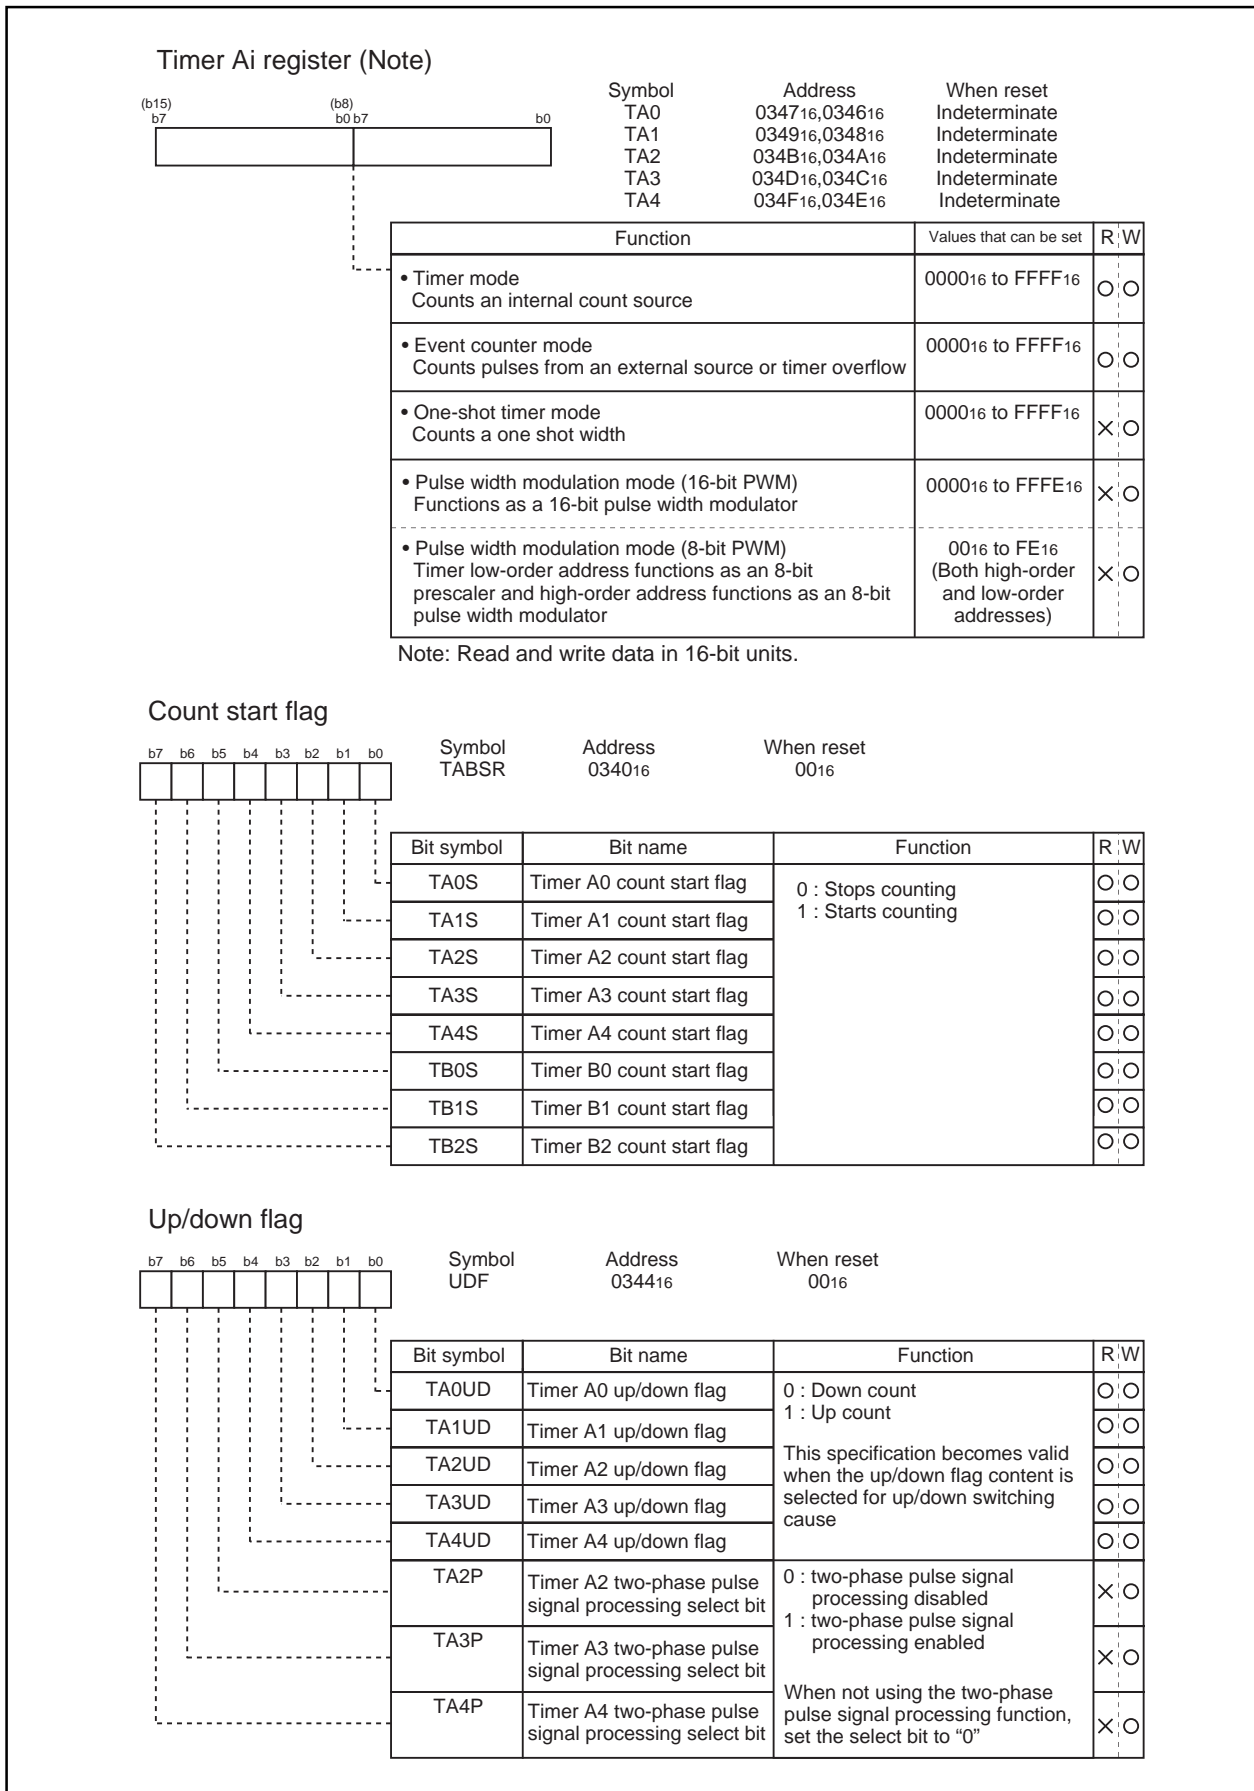 Timer Ai register (Note)
(b15) (b8)
b7 b0 b7 b0
Symbol Address When reset
TA0 034716,034616 Indeterminate
TA1 034916,034816 Indeterminate
TA2 034B16,034A16 Indeterminate
TA3 034D16,034C16 Indeterminate
TA4 034F16,034E16 Indeterminate
Function Values that can be set R W
• Timer mode 000016 to FFFF16
Counts an internal count source
• Event counter mode 000016 to FFFF16
Counts pulses from an external source or timer overflow
• One-shot timer mode 000016 to FFFF16
Counts a one shot width
• Pulse width modulation mode (16-bit PWM) 000016 to FFFE16
Functions as a 16-bit pulse width modulator
• Pulse width modulation mode (8-bit PWM) 0016 to FE16
Timer low-order address functions as an 8-bit (Both high-order
prescaler and high-order address functions as an 8-bit and low-order
pulse width modulator addresses)
Note: Read and write data in 16-bit units.
Count start flag
b7 b6 b5 b4 b3 b2 b1 b0
Symbol Address When reset
TABSR 034016 0016
Bit symbol Bit name Function R W
TA0S Timer A0 count start flag 0 : Stops counting
TA1S Timer A1 count start flag 1 : Starts counting
TA2S Timer A2 count start flag
TA3S Timer A3 count start flag
TA4S Timer A4 count start flag
TB0S Timer B0 count start flag
TB1S Timer B1 count start flag
TB2S Timer B2 count start flag
Up/down flag
b7 b6 b5 b4 b3 b2 b1 b0
Symbol Address When reset
UDF 034416 0016
Bit symbol Bit name Function R W
TA0UD Timer A0 up/down flag 0 : Down count
1 : Up count
TA1UD Timer A1 up/down flag
This specification becomes valid
TA2UD Timer A2 up/down flag when the up/down flag content is
TA3UD Timer A3 up/down flag selected for up/down switching
cause
TA4UD Timer A4 up/down flag
TA2P Timer A2 two-phase pulse 0 : two-phase pulse signal
signal processing select bit processing disabled
1 : two-phase pulse signal
TA3P Timer A3 two-phase pulse processing enabled
signal processing select bit
When not using the two-phase
TA4P Timer A4 two-phase pulse pulse signal processing function,
signal processing select bit set the select bit to “0”